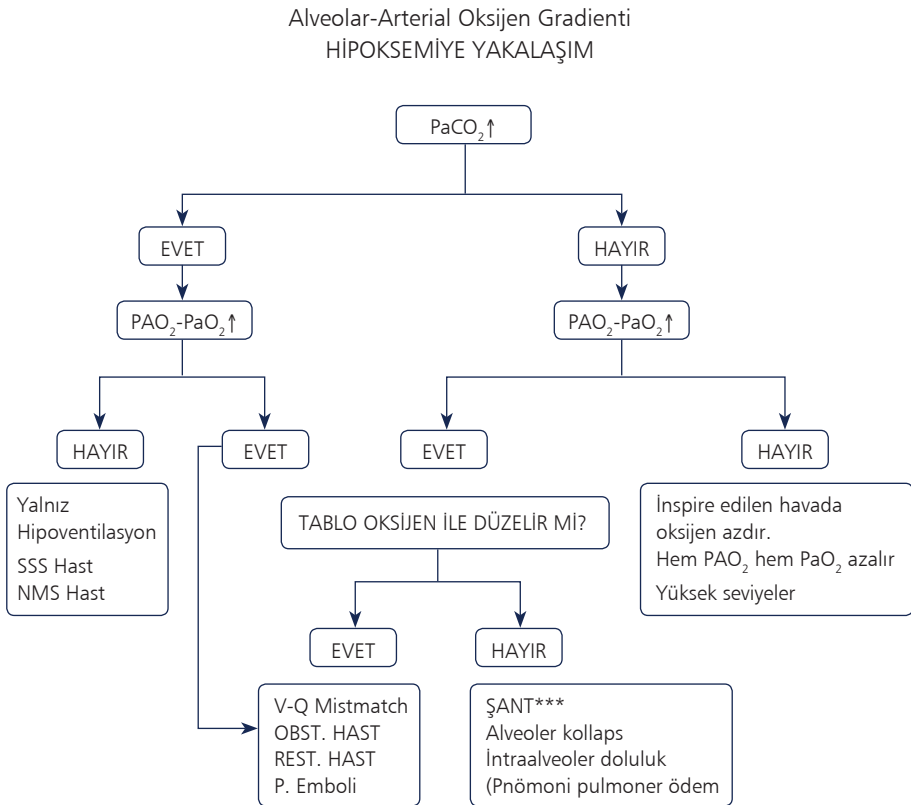 Alveolar-Arterial Oksijen Gradienti
HİPOKSEMİYE YAKALAŞIM
PaCO₂↑
EVET
HAYIR
PAO₂-PaO₂↑
PAO₂-PaO₂↑
HAYIR
EVET
EVET
HAYIR
Yalnız
Hipoventilasyon
SSS Hast
NMS Hast
TABLO OKSİJEN İLE DÜZELİR Mİ?
İnspire edilen havada
oksijen azdır.
Hem PAO₂ hem PaO₂ azalır
Yüksek seviyeler
EVET
HAYIR
V-Q Mistmatch
OBST. HAST
REST. HAST
P. Emboli
ŞANT***
Alveoler kollaps
İntraalveoler doluluk
(Pnömoni pulmoner ödem